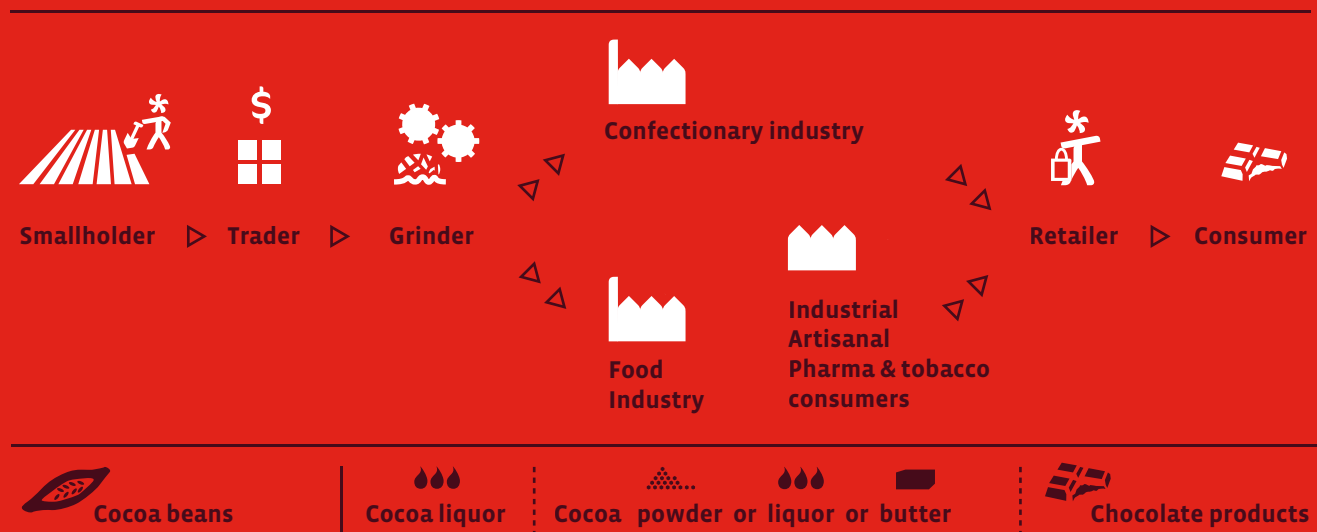 $
Confectionary industry
Smallholder
Trader
Grinder
Retailer
Consumer
Industrial
Artisanal
Pharma & tobacco
consumers
Food
Industry
Cocoa beans
Cocoa liquor
Cocoa powder or liquor or butter
Chocolate products